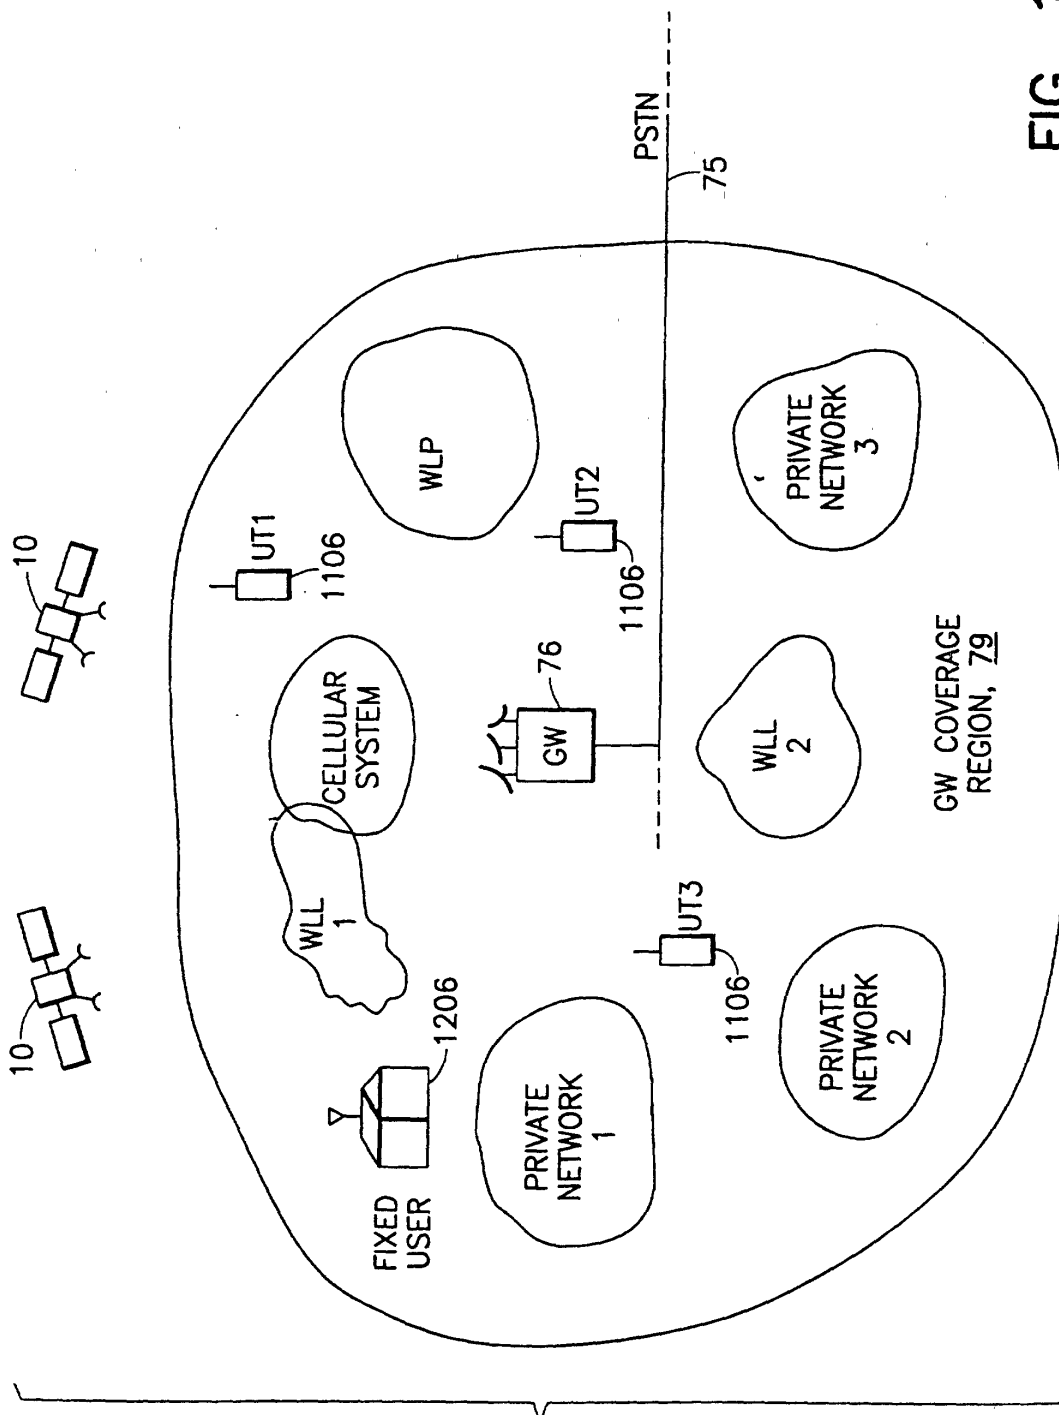 10
10
UT1
1106
CELLULAR
SYSTEM
WLL
1
WLP
FIXED
USER
1206
76
GW
UT2
1106
PSTN
75
PRIVATE
NETWORK
1
UT3
1106
WLL
2
PRIVATE
NETWORK
3
PRIVATE
NETWORK
2
GW COVERAGE
REGION, 79
FIG.